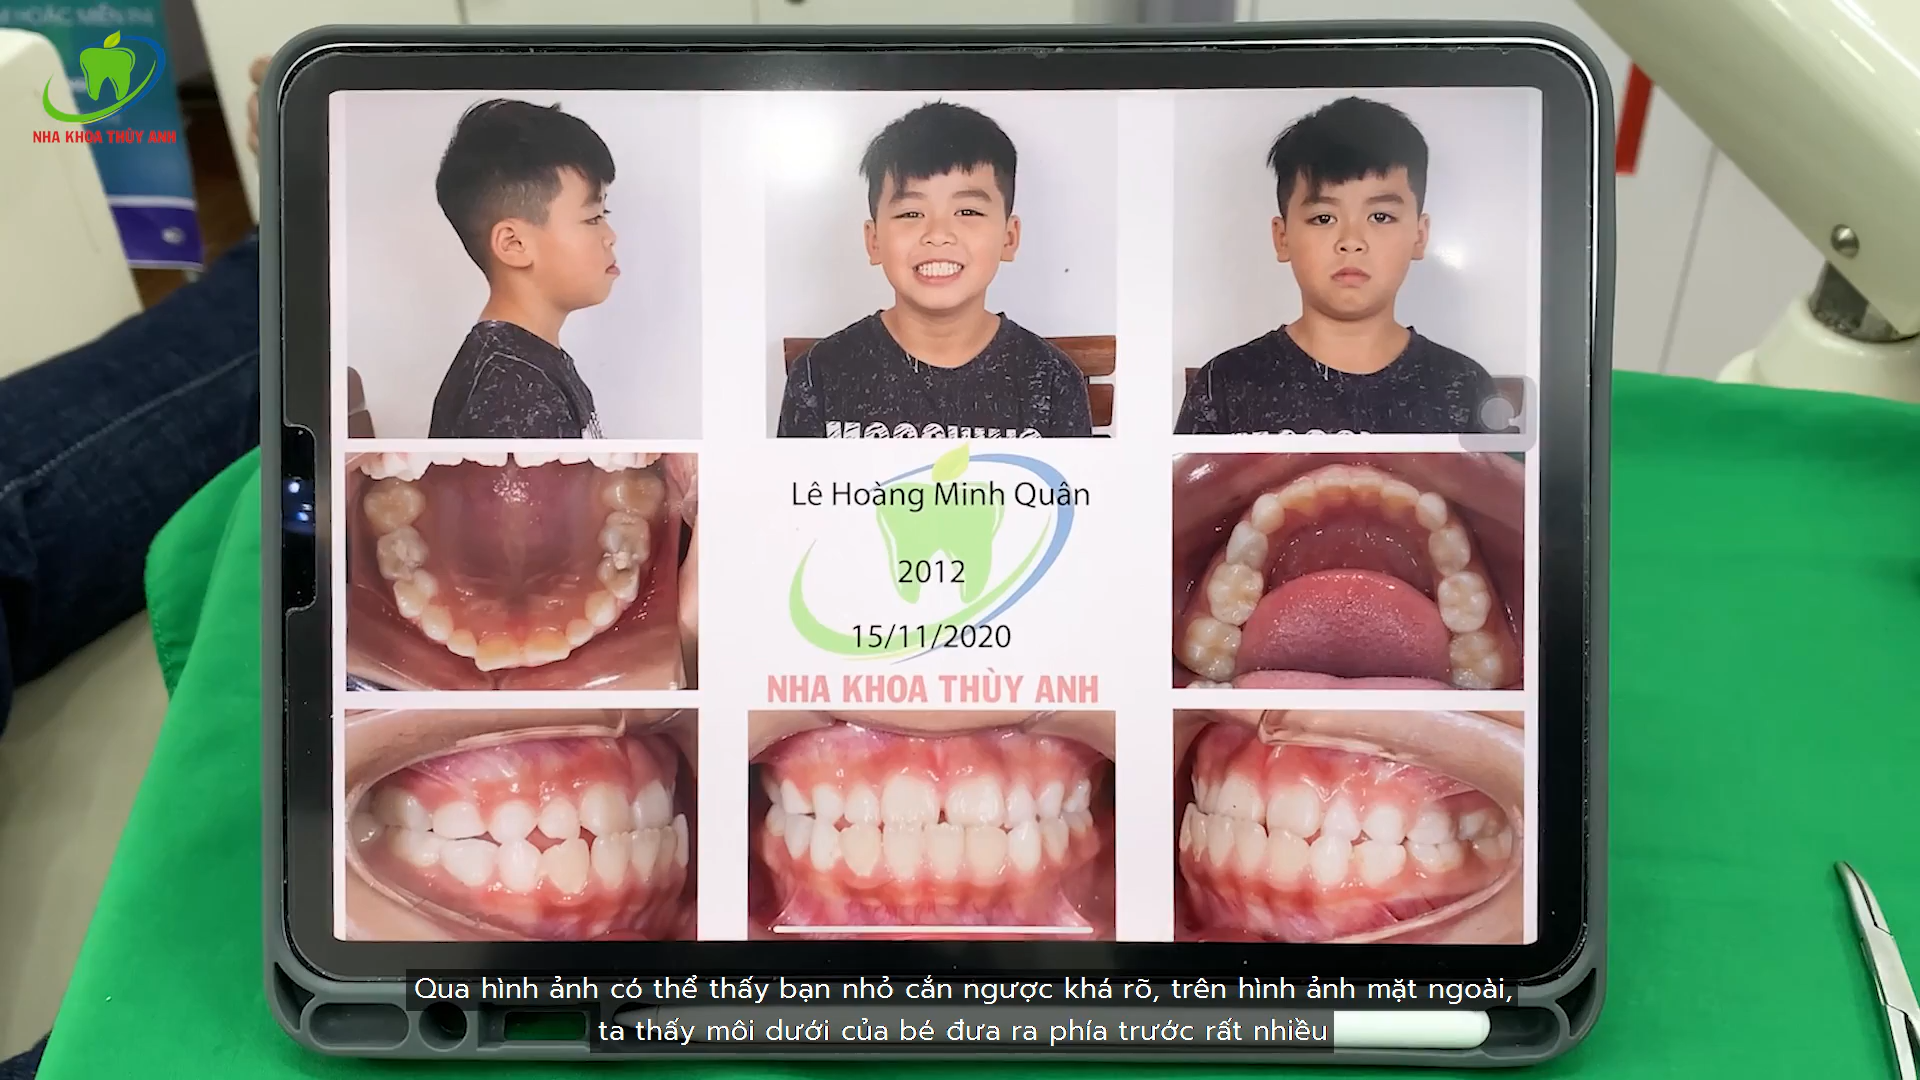 NHA KHOA THÙY ANH
Lê Hoàng Minh Quân
2012
15/11/2020
NHA KHOA THÙY ANH
Qua hình ảnh có thể thấy bạn nhỏ cắn ngược khá rõ, trên hình ảnh mặt ngoài,
ta thấy môi dưới của bé đưa ra phía trước rất nhiều